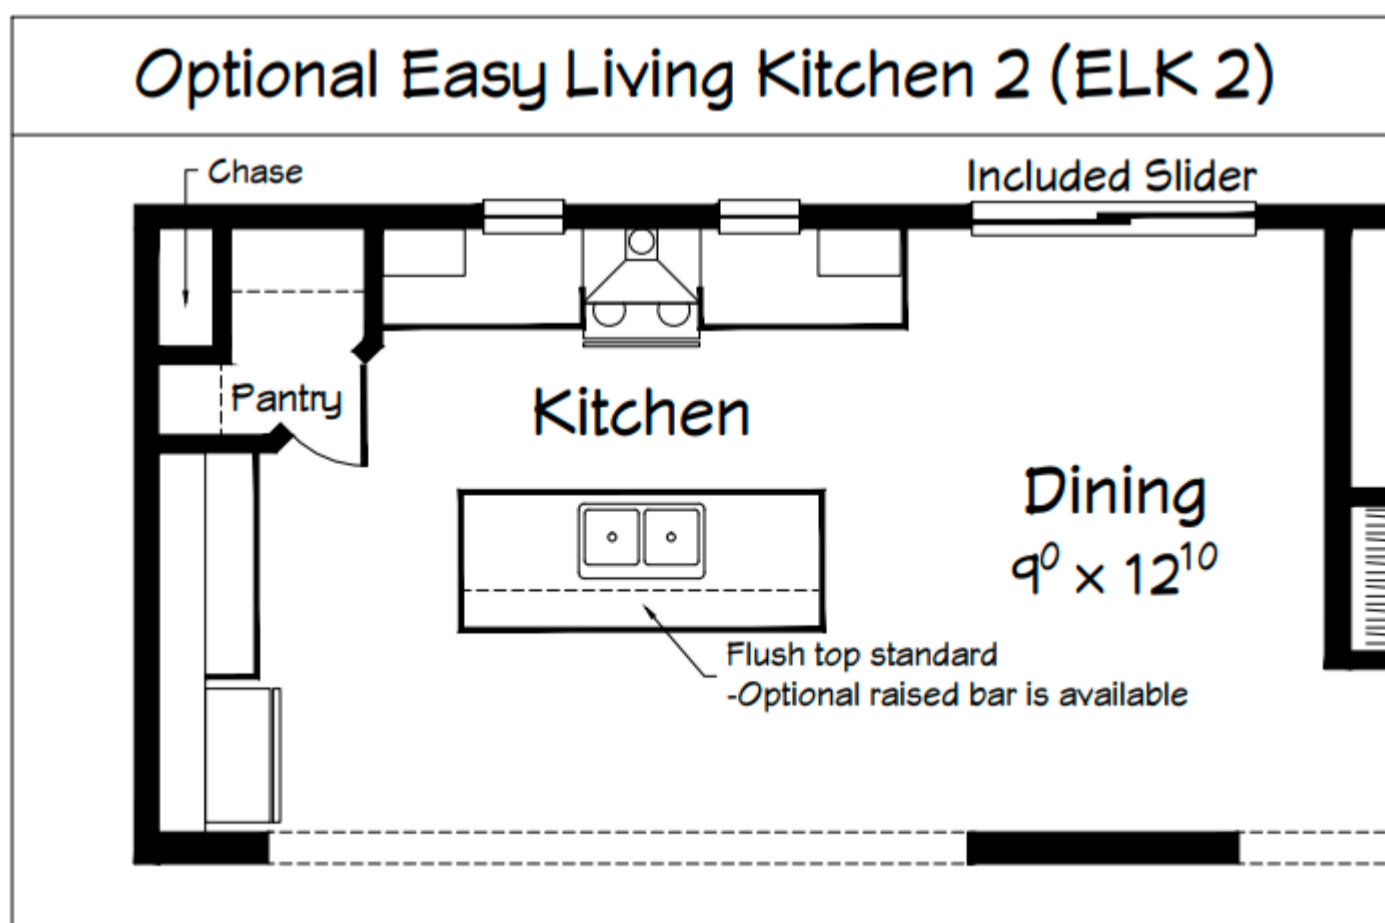 Optional Easy Living Kitchen 2 (ELK 2)
Chase
Included Slider
Pantry
Kitchen
Dining
9⁰ x 12¹⁰
Flush top standard
-Optional raised bar is available